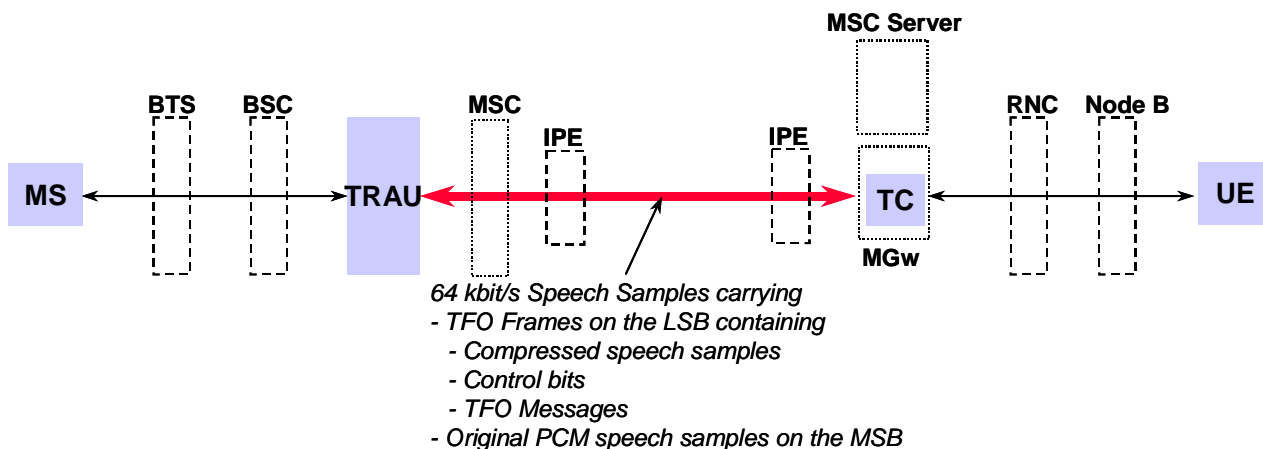 MSC Server
BTS
BSC
MSC
IPE
IPE
RNC
Node B
MS
TRAU
TC
UE
MGw
64 kbit/s Speech Samples carrying
- TFO Frames on the LSB containing
- Compressed speech samples
- Control bits
- TFO Messages
- Original PCM speech samples on the MSB